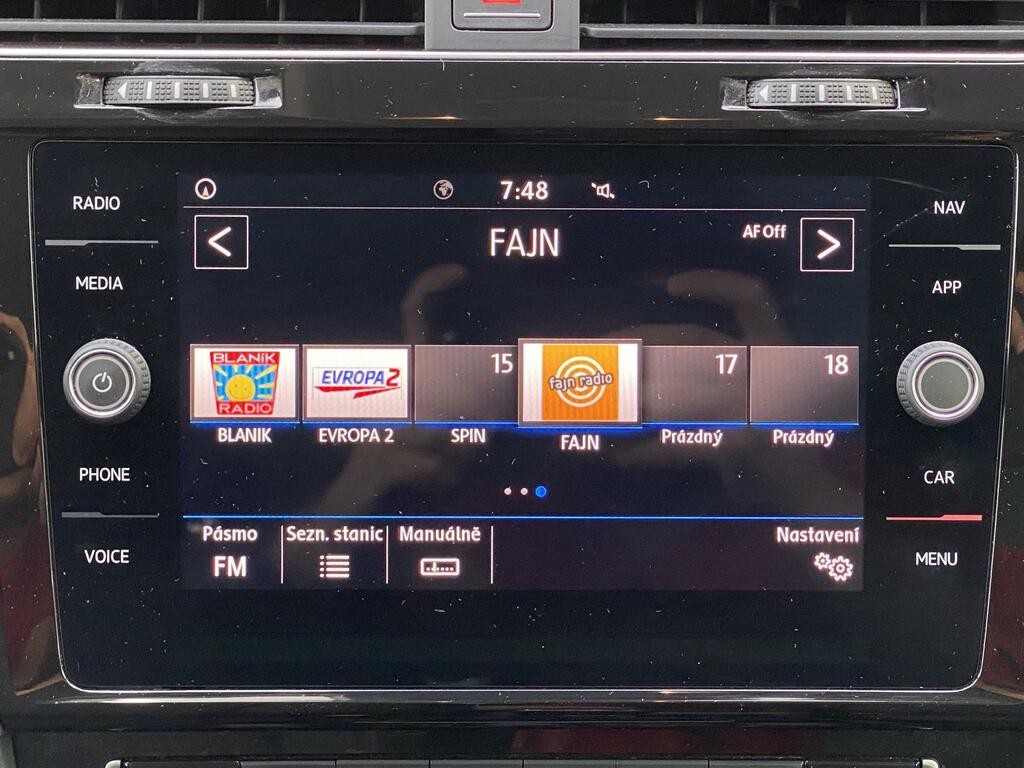 RADIO
MEDIA
PHONE
VOICE
7:48
<
FAJN
AF Off
>
BLANIK
RADIO
EVROPA 2
15
fajn radio
17
18
BLANIK
EVROPA 2
SPIN
FAJN
Prázdný
Prázdný
Pásmo
FM
Sezn. stanic
Manuálně
Nastavení
NAV
APP
CAR
MENU